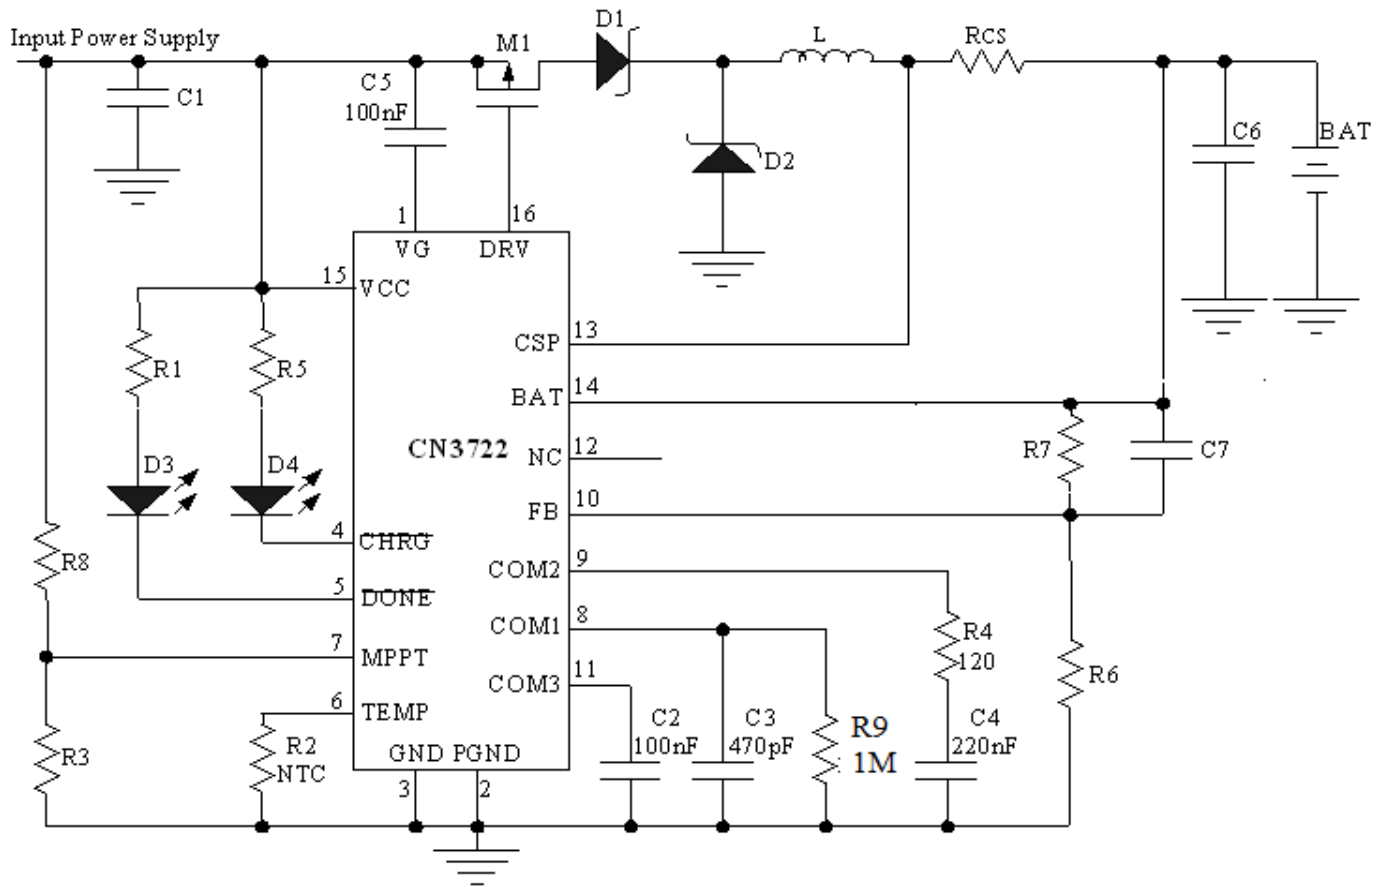 D1
Input Power Supply
M1
L
RCS
C5
100nF
C1
D2
C6
BAT
1
16
VG
DRV
15
VCC
13
CSP
14
BAT
R1
R5
CN3722
R7
C7
12
NC
D3
D4
10
FB
4
CHRG
R8
9
COM2
5
DONE
8
COM1
R4
120
7
MPPT
11
COM3
R6
6
TEMP
R3
R2
NTC
GND
PGND
C2
100nF
C3
470pF
R9
1M
C4
220nF
3
2